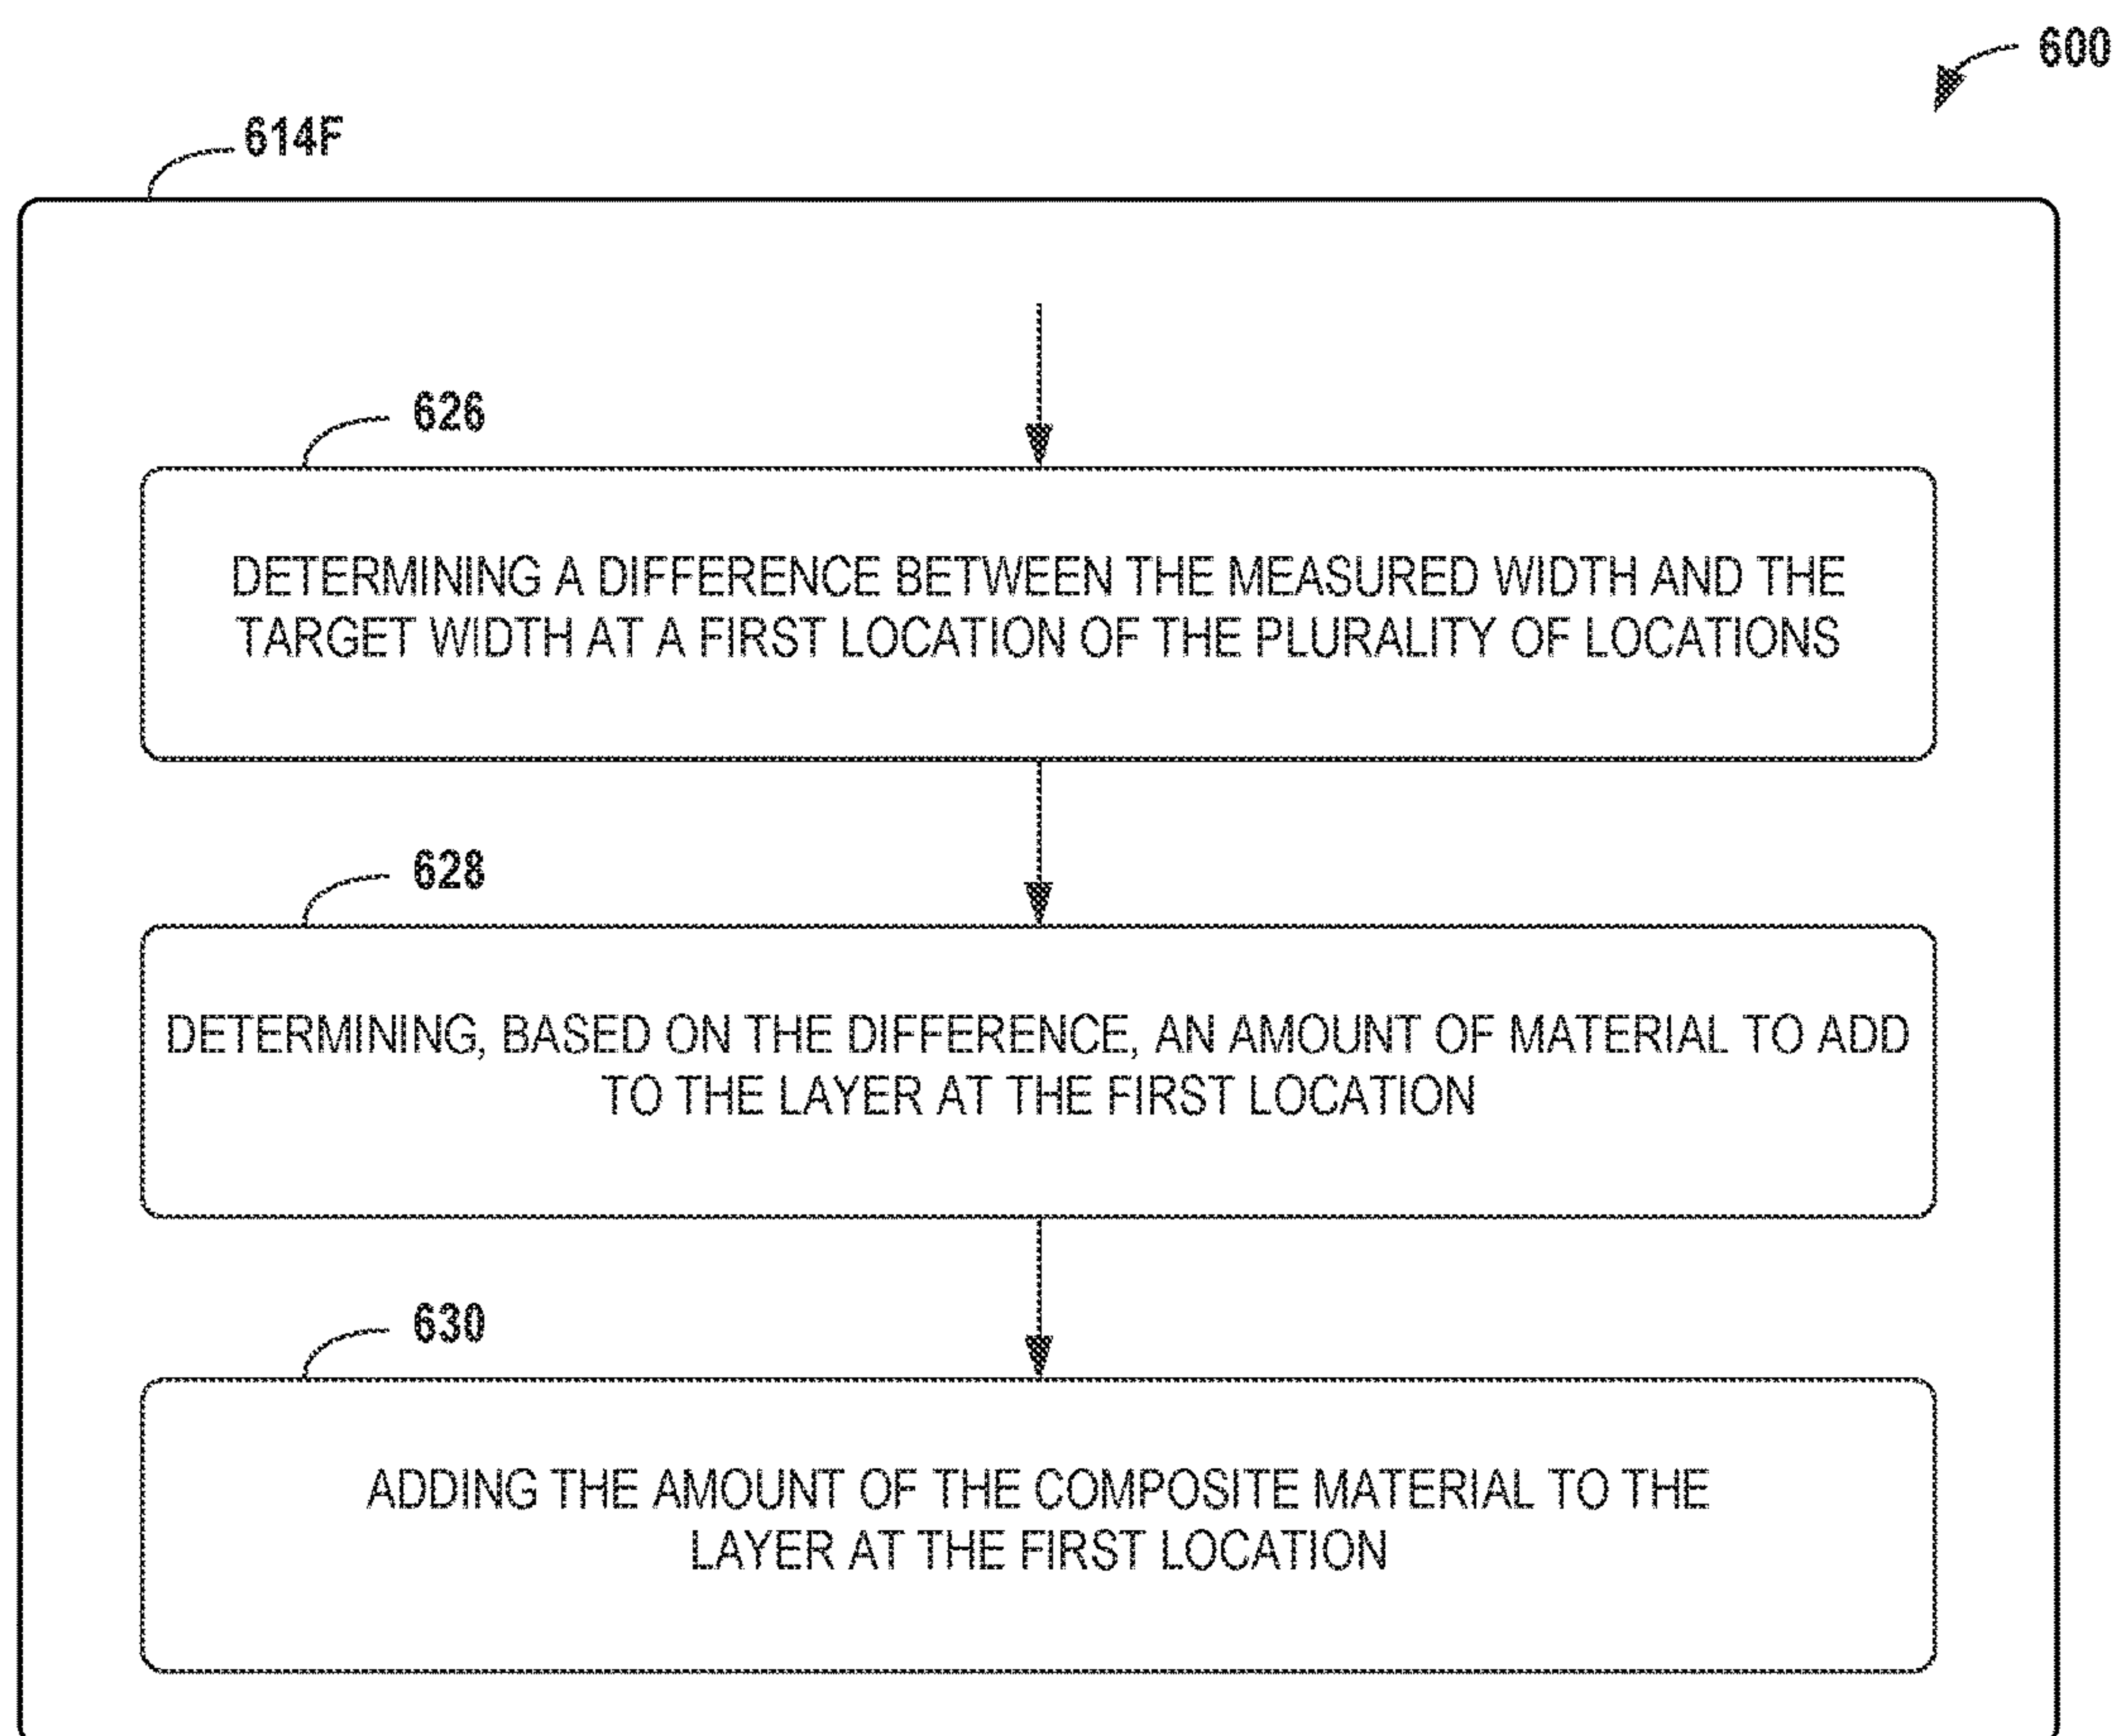 600
614F
626
DETERMINING A DIFFERENCE BETWEEN THE MEASURED WIDTH AND THE
TARGET WIDTH AT A FIRST LOCATION OF THE PLURALITY OF LOCATIONS
628
DETERMINING, BASED ON THE DIFFERENCE, AN AMOUNT OF MATERIAL TO ADD
TO THE LAYER AT THE FIRST LOCATION
630
ADDING THE AMOUNT OF THE COMPOSITE MATERIAL TO THE
LAYER AT THE FIRST LOCATION